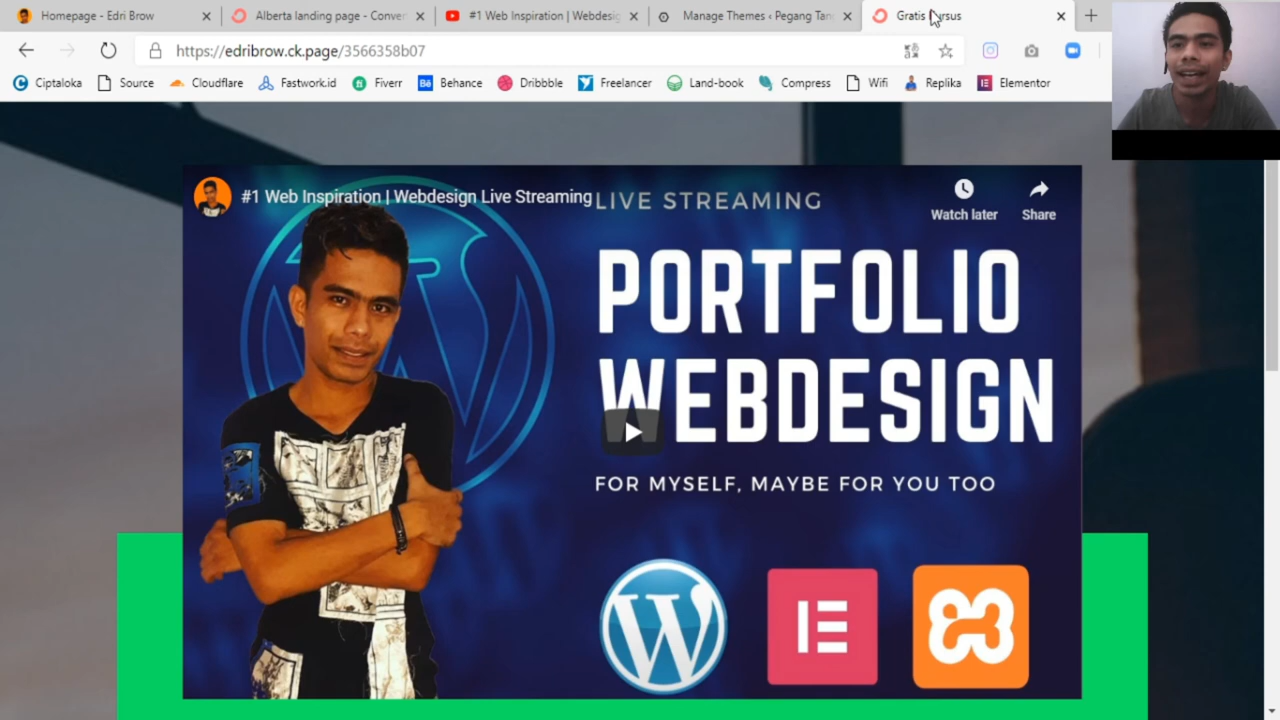 Homepage - Edri Brow
Alberta landing page - Conver
#1 Web Inspiration | Webdesig
Manage Themes ‹ Pegang Tan
https://edribrow.ck.page/3566358b07
Ciptaloka
Source
Cloudflare
Fastwork.id
Fiverr
Behance
Dribbble
Freelancer
Land-book
Compress
Wifi
Replika
Elementor
#1 Web Inspiration | Webdesign Live Streaming
LIVE STREAMING
Watch later
Share
PORTFOLIO
WEBDESIGN
FOR MYSELF, MAYBE FOR YOU TOO